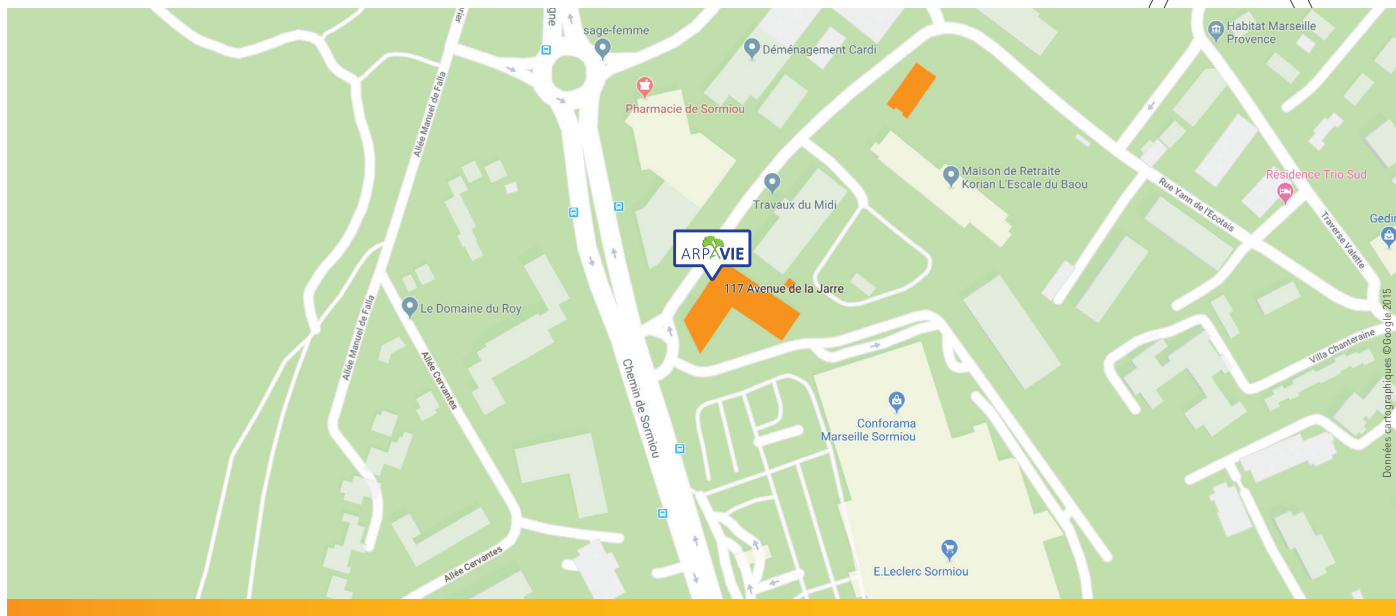 sage-femme
Déménagement Cardi
Habitat Marseille
Provence
Pharmacie de Sormiou
Allée Manuel de Falla
Maison de Retraite
Korian L'Escale du Baou
Résidence Trio Sud
Rue Yann de l'Ecotais
Travaux du Midi
Traverse Valette
ARPAVIE
117 Avenue de la Jarre
Le Domaine du Roy
Allée Manuel de Falla
Allée Cervantes
Chemin de Sormiou
Villa Chanteraine
Conforama
Marseille Sormiou
E.Leclerc Sormiou
Allée Cervantes
Données cartographiques ©Google 2015